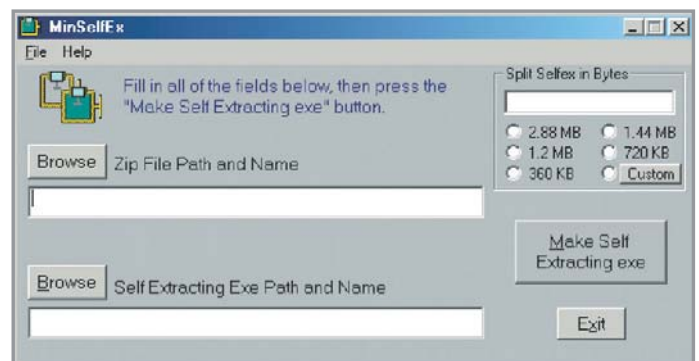 MinSelfEx
File Help
Fill in all of the fields below, then press the
"Make Self Extracting exe" button.
Split Selfex in Bytes
2.88 MB 1.44 MB
1.2 MB 720 KB
360 KB Custom
Browse Zip File Path and Name
Make Self
Extracting exe
Browse Self Extracting Exe Path and Name
Exit